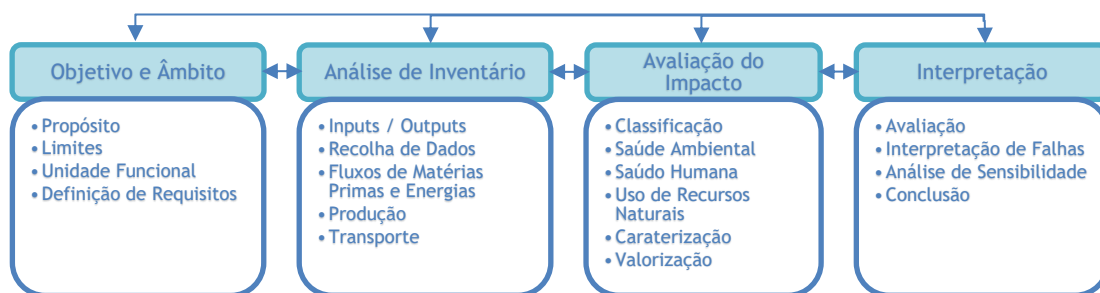 Objetivo e Âmbito
• Propósito
• Limites
• Unidade Funcional
• Definição de Requisitos
Análise de Inventário
• Inputs / Outputs
• Recolha de Dados
• Fluxos de Matérias
Primas e Energias
• Produção
• Transporte
Avaliação do
Impacto
• Classificação
• Saúde Ambiental
• Saúdo Humana
• Uso de Recursos
Naturais
• Caraterização
• Valorização
Interpretação
• Avaliação
• Interpretação de Falhas
• Análise de Sensibilidade
• Conclusão